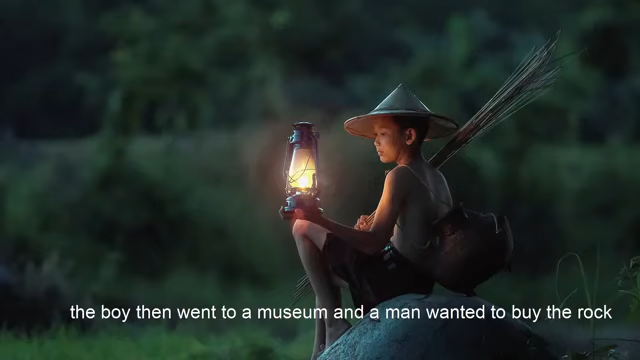 the boy then went to a museum and a man wanted to buy the rock